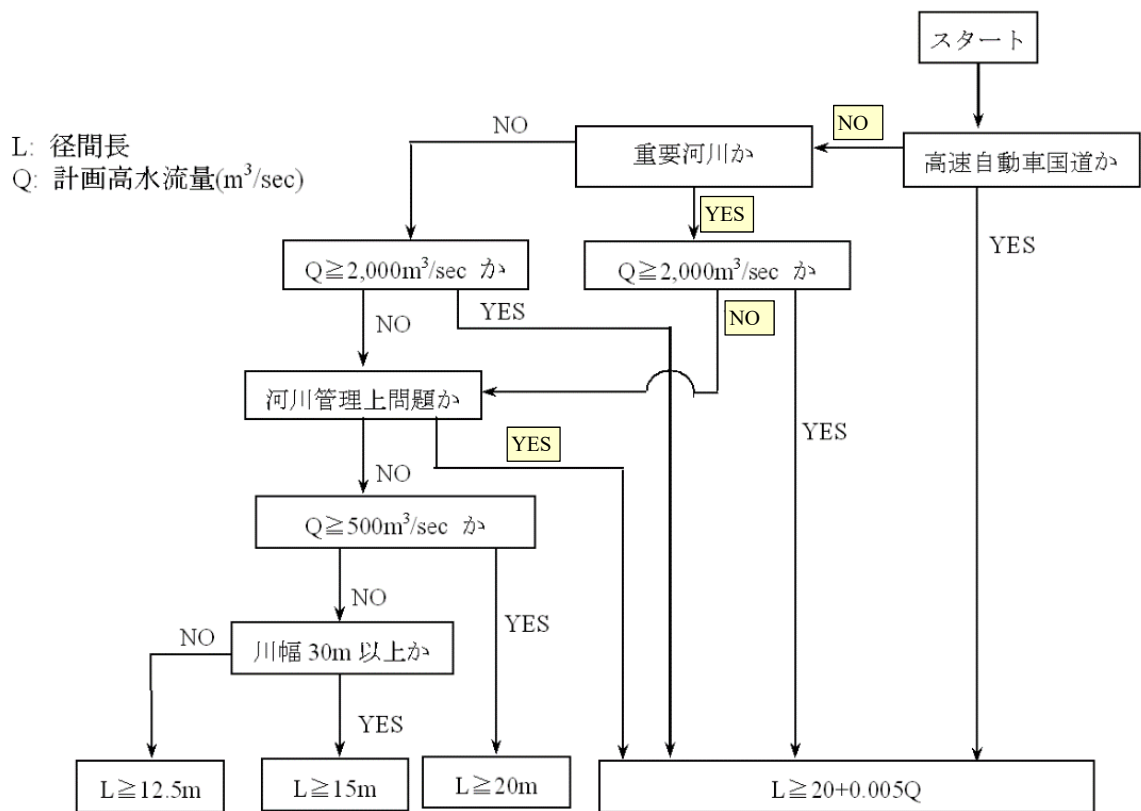 スタート
NO
NO
L: 径間長
Q: 計画高水流量(m³/sec)
重要河川か
高速自動車国道か
YES
YES
Q≧2,000m³/sec か
Q≧2,000m³/sec か
NO
YES
NO
河川管理上問題か
YES
YES
NO
Q≧500m³/sec か
NO
YES
NO
川幅 30m 以上か
YES
L≧12.5m
L≧15m
L≧20m
L≧20+0.005Q